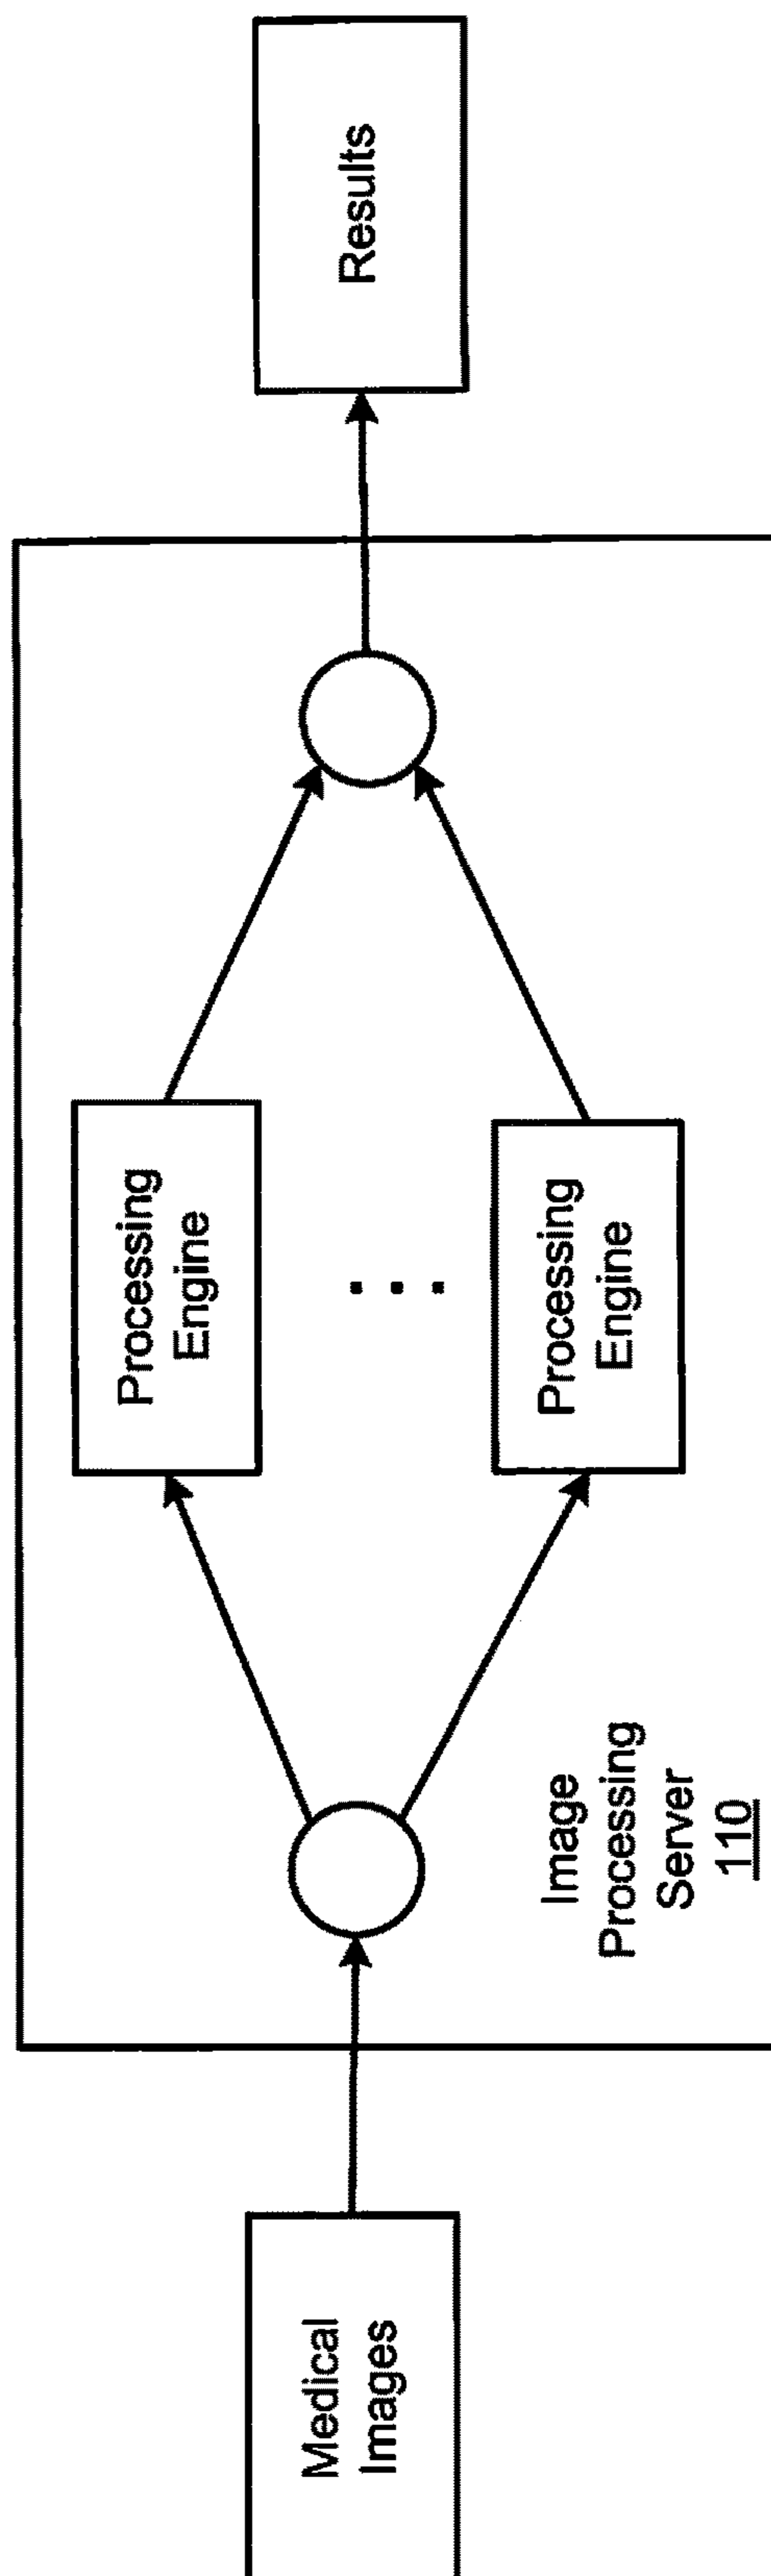 Medical
Images
Image
Processing
Server
110
Processing
Engine
. . .
Processing
Engine
Results